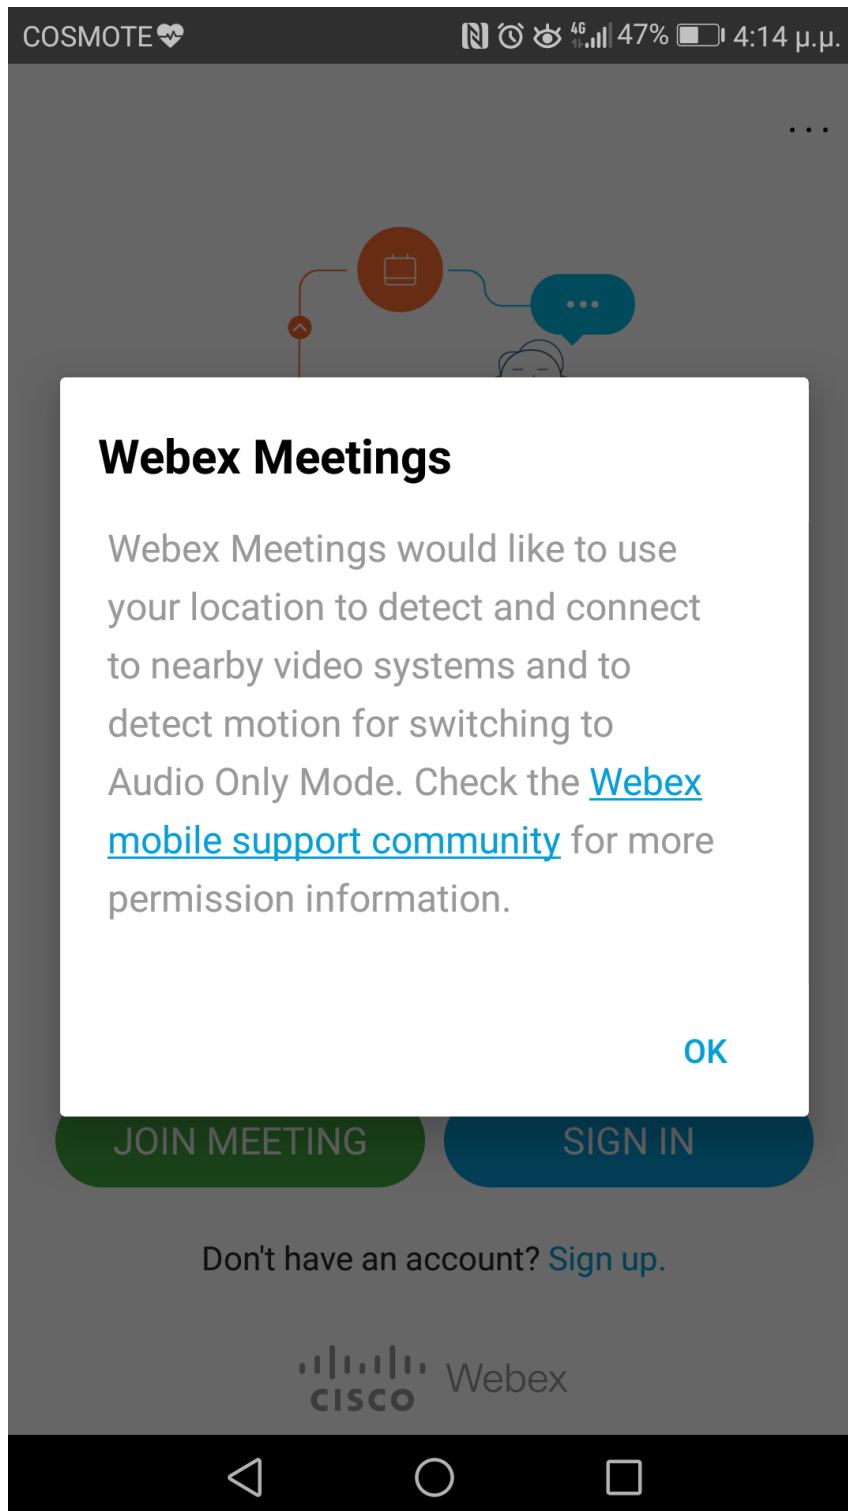 COSMOTE 4G 47% 4:14 μ.μ.
...
Webex Meetings
Webex Meetings would like to use
your location to detect and connect
to nearby video systems and to
detect motion for switching to
Audio Only Mode. Check the Webex
mobile support community for more
permission information.
OK
JOIN MEETING SIGN IN
Don't have an account? Sign up.
CISCO Webex